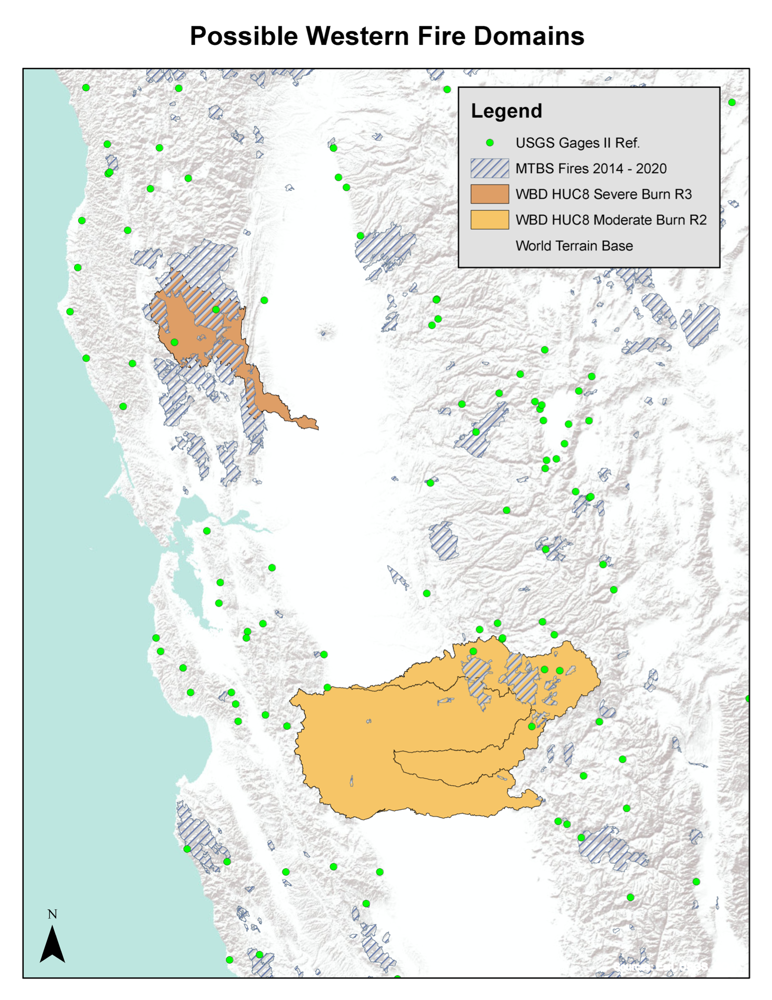 Possible Western Fire Domains
Legend
USGS Gages II Ref.
MTBS Fires 2014 - 2020
WBD HUC8 Severe Burn R3
WBD HUC8 Moderate Burn R2
World Terrain Base
N